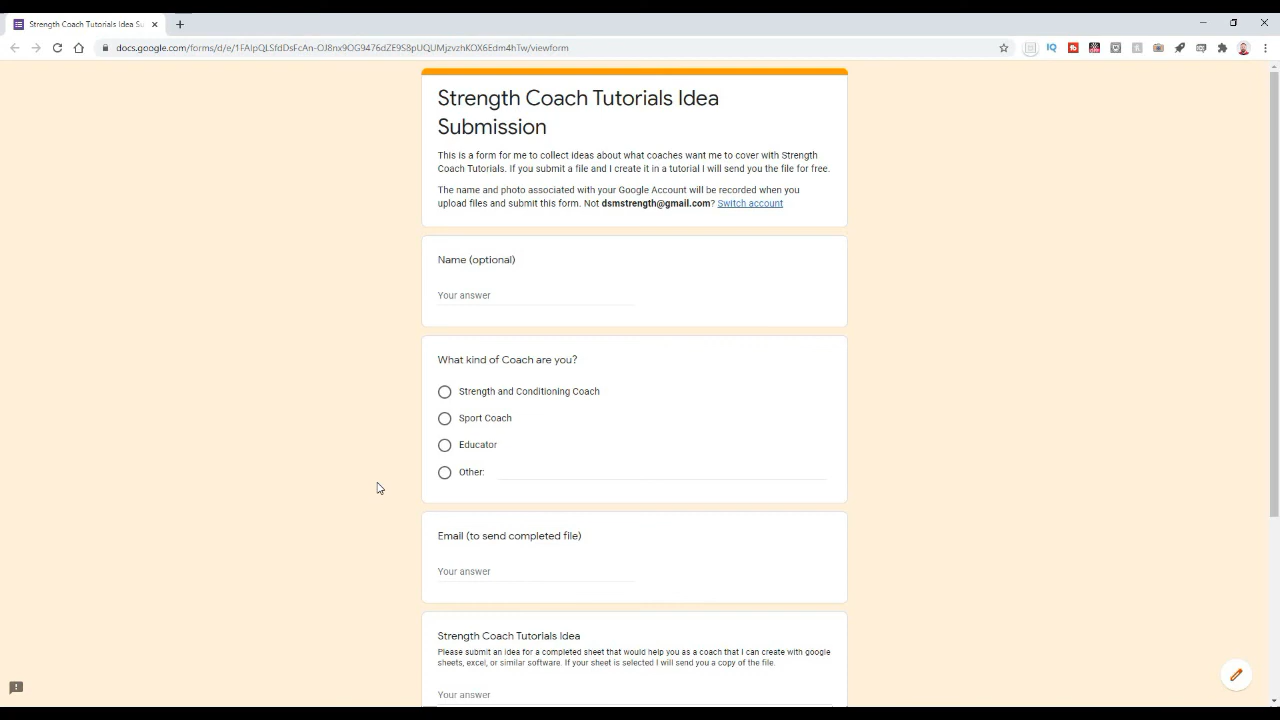 Strength Coach Tutorials Idea Su
docs.google.com/forms/d/e/1FAIpQLSfdDsFcAn-OJ8nx9OG9476dZE9S8pUQUMjzvzhKOX6Edm4hTw/viewform
Strength Coach Tutorials Idea
Submission
This is a form for me to collect ideas about what coaches want me to cover with Strength
Coach Tutorials. If you submit a file and I create it in a tutorial I will send you the file for free.
The name and photo associated with your Google Account will be recorded when you
upload files and submit this form. Not dsmstrength@gmail.com? Switch account
Name (optional)
Your answer
What kind of Coach are you?
Strength and Conditioning Coach
Sport Coach
Educator
Other:
Email (to send completed file)
Your answer
Strength Coach Tutorials Idea
Please submit an idea for a completed sheet that would help you as a coach that I can create with google
sheets, excel, or similar software. If your sheet is selected I will send you a copy of the file.
Your answer